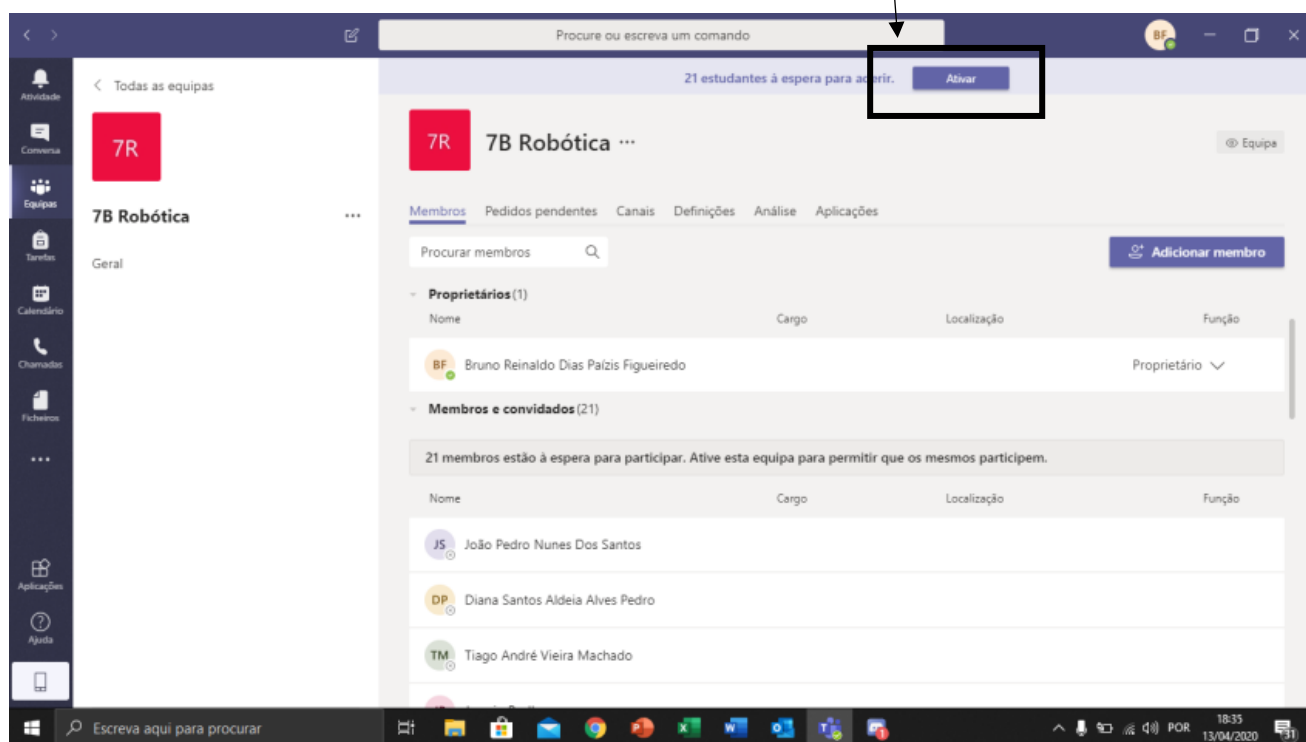 Procure ou escreva um comando
BF
Atividade
Conversa
Equipas
Tarefas
Calendário
Chamadas
Ficheiros
Aplicações
Ajuda
Todas as equipas
7R
7B Robótica
Geral
21 estudantes à espera para aderir.
Ativar
7R
7B Robótica
Equipa
Membros Pedidos pendentes Canais Definições Análise Aplicações
Procurar membros
Adicionar membro
Proprietários (1)
Nome Cargo Localização Função
BF Bruno Reinaldo Dias Paízis Figueiredo Proprietário
Membros e convidados (21)
21 membros estão à espera para participar. Ative esta equipa para permitir que os mesmos participem.
Nome Cargo Localização Função
JS João Pedro Nunes Dos Santos
DP Diana Santos Aldeia Alves Pedro
TM Tiago André Vieira Machado
Escreva aqui para procurar
POR
18:35
13/04/2020
31